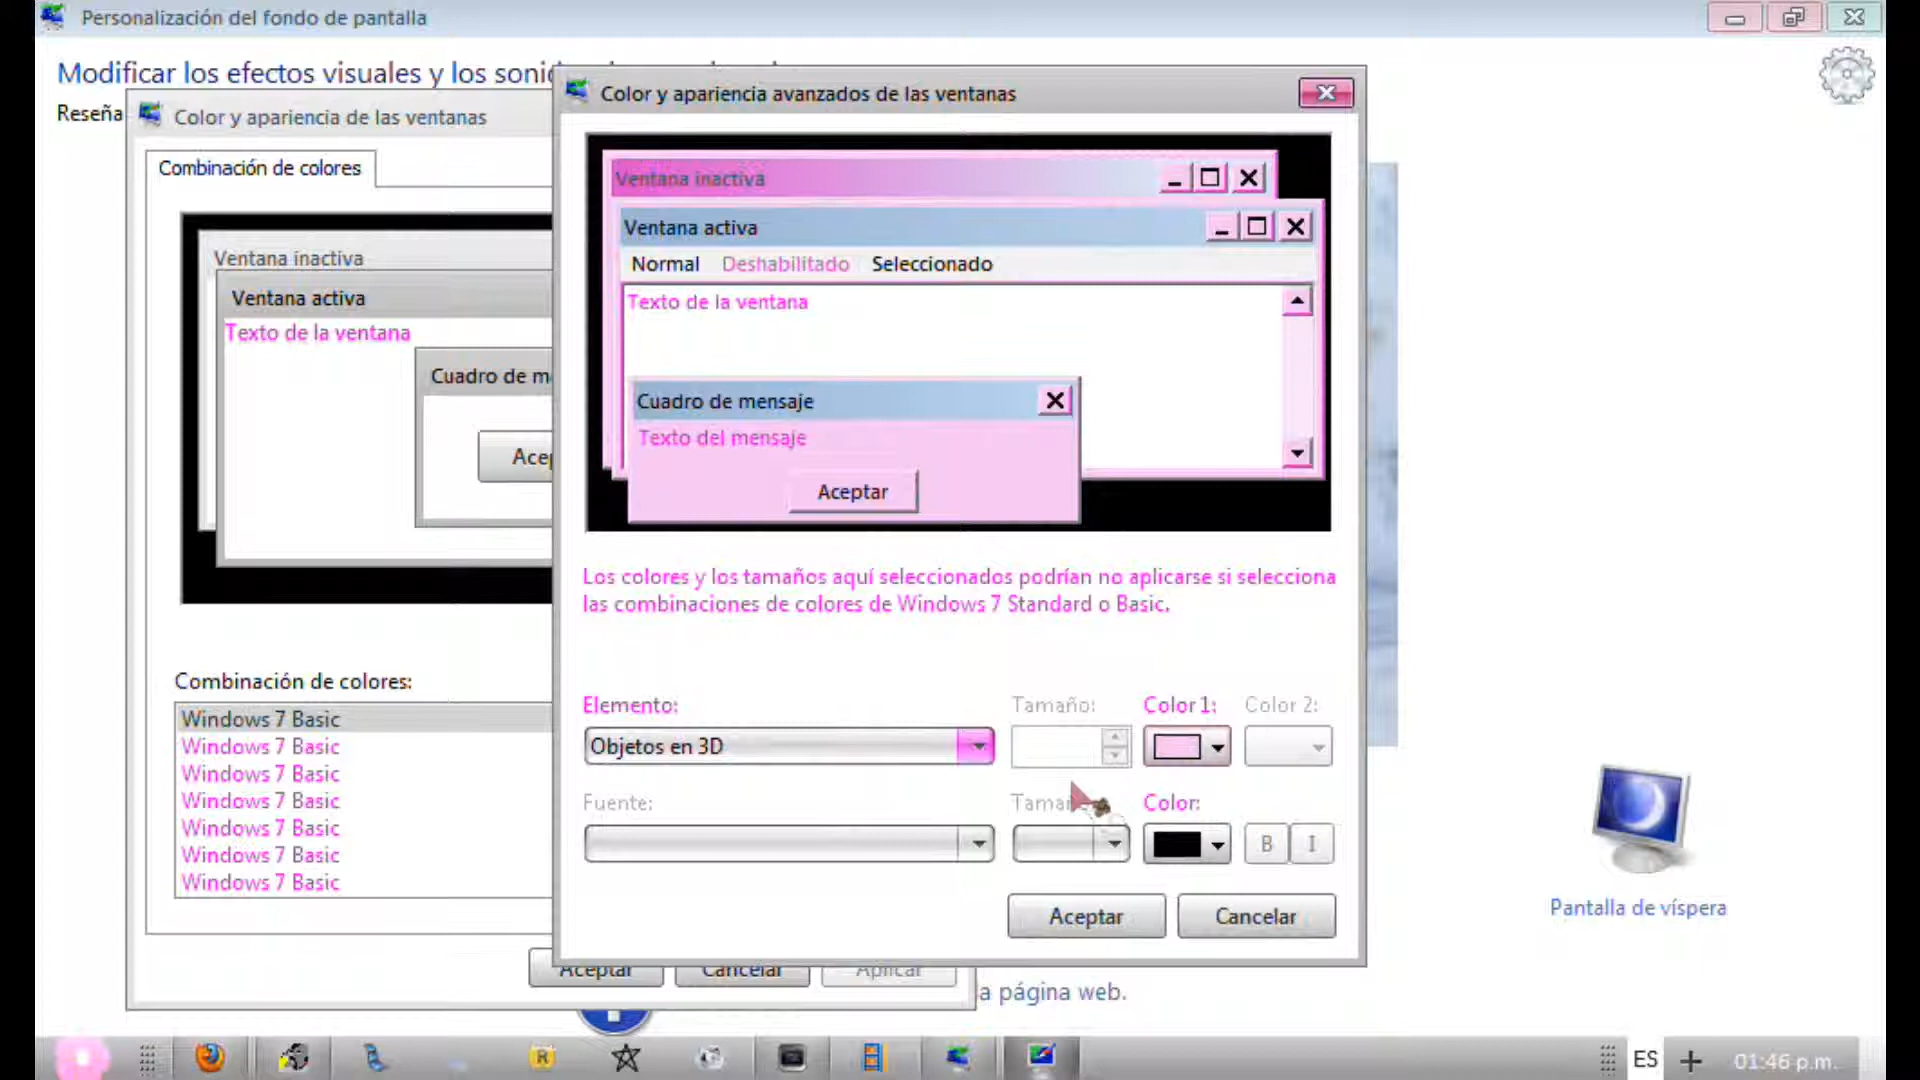 Personalización del fondo de pantalla
Modificar los efectos visuales y los
Reseña
Color y apariencia de las ventanas
Combinación de colores
Ventana inactiva
Ventana activa
Texto de la ventana
Cuadro de
Combinación de colores:
Windows 7 Basic
Windows 7 Basic
Windows 7 Basic
Windows 7 Basic
Windows 7 Basic
Windows 7 Basic
Windows 7 Basic
Aceptar Cancelar Aplicar
Color y apariencia avanzados de las ventanas
Ventana inactiva
Ventana activa
Normal Deshabilitado Seleccionado
Texto de la ventana
Cuadro de mensaje
Texto del mensaje
Aceptar
Los colores y los tamaños aquí seleccionados podrían no aplicarse si selecciona
las combinaciones de colores de Windows 7 Standard o Basic.
Elemento: Tamaño: Color 1: Color 2:
Objetos en 3D
Fuente: Color:
B I
Aceptar Cancelar
a página web.
Pantalla de víspera
R
ES 01:46 p.m.